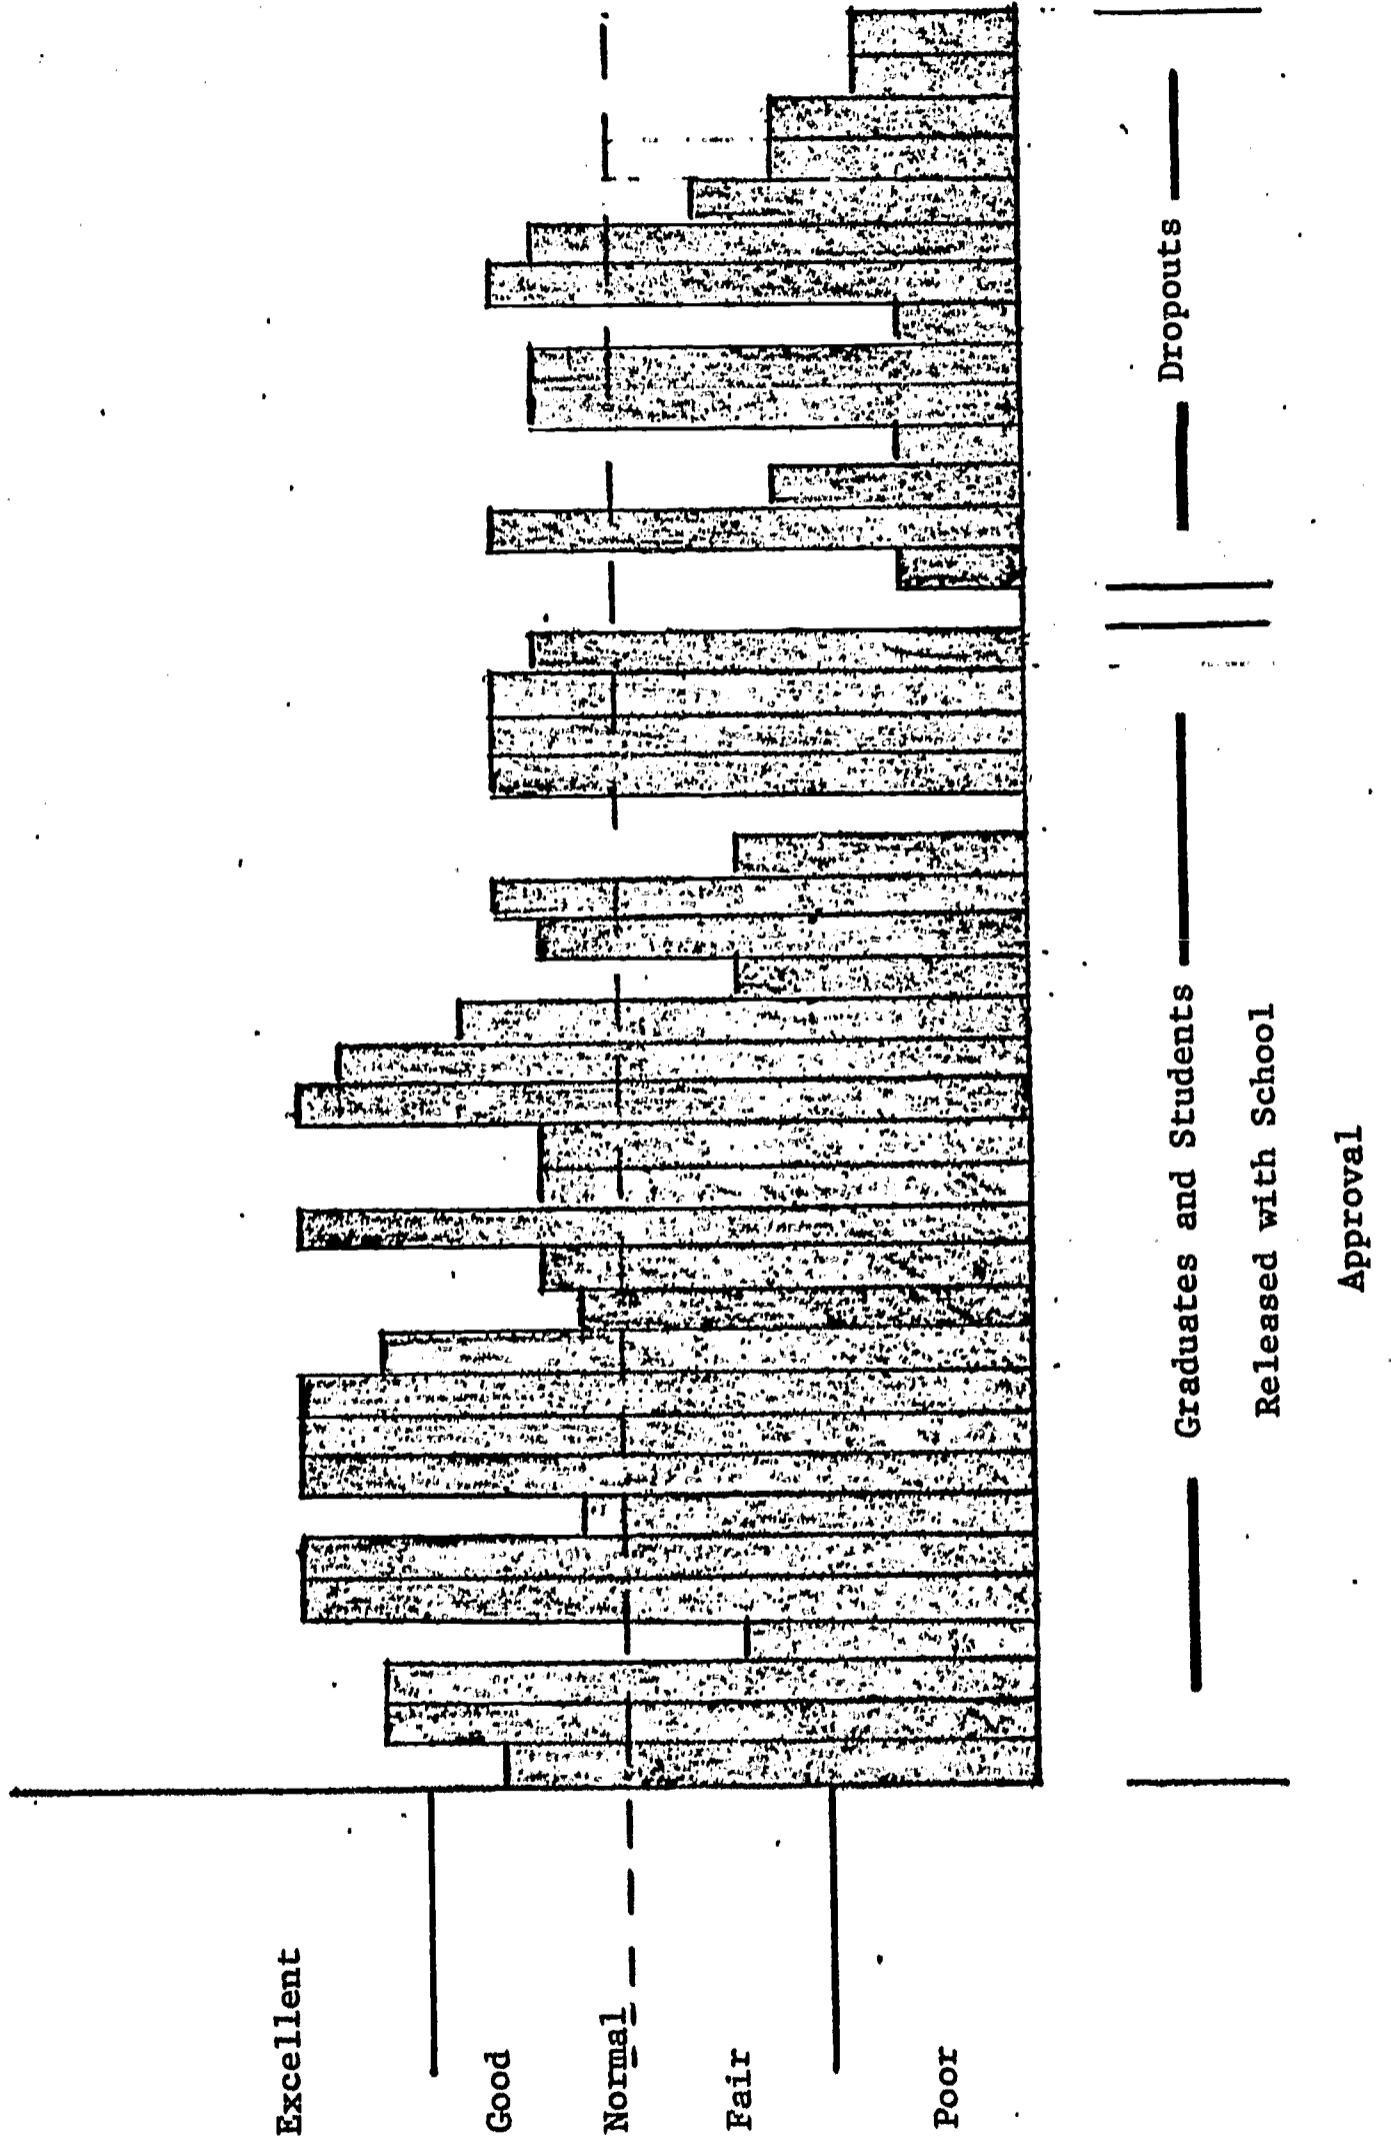 Excellent
Good
Normal
Fair
Poor
Graduates and Students
Released with School
Approval
Dropouts